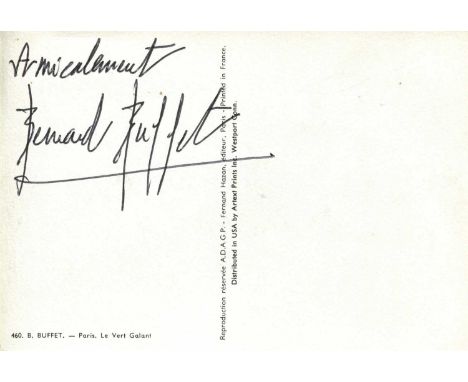 Amicalement
Bernard Buffet
460. B. BUFFET. — Paris. Le Vert Galant
Reproduction réservée A.D.A.G.P. - Fernand Hazan, éditeur, Paris - Printed in France.
Distributed in USA by Artext Prints Inc. Westport Conn.